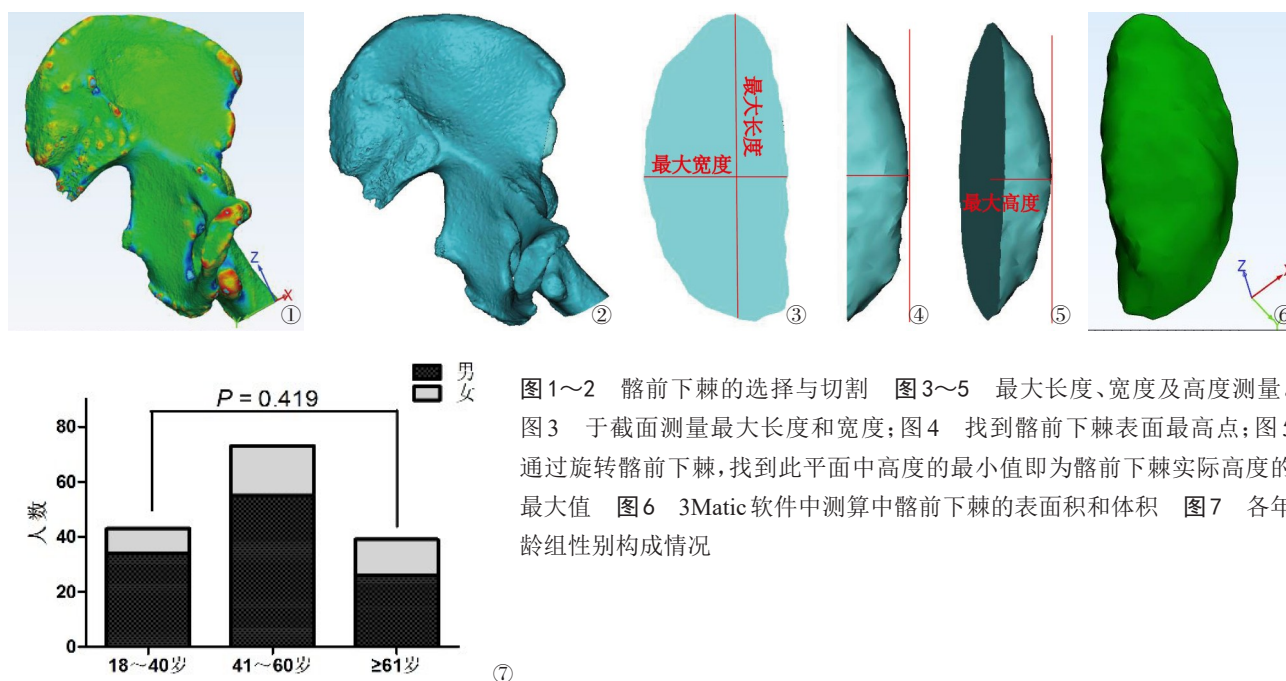 Z
X
①
②
最大长度
最大宽度
③
④
最大高度
⑤
Z
⑥
男
女
P = 0.419
80
60
40
20
0
人数
18～40岁
41～60岁
≥61岁
⑦
图1～2 髂前下棘的选择与切割 图3～5 最大长度、宽度及高度测量
图3 于截面测量最大长度和宽度；图4 找到髂前下棘表面最高点；图5
通过旋转髂前下棘，找到此平面中高度的最小值即为髂前下棘实际高度的
最大值 图6 3Matic软件中测算中髂前下棘的表面积和体积 图7 各年
龄组性别构成情况